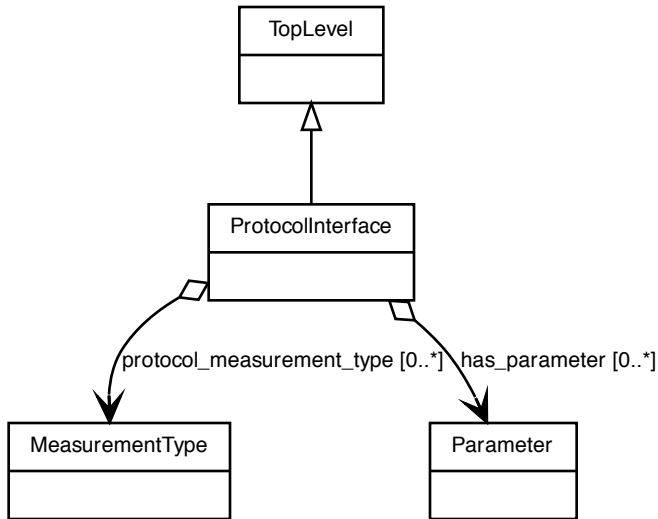 TopLevel
ProtocolInterface
protocol_measurement_type [0..*]
has_parameter [0..*]
MeasurementType
Parameter